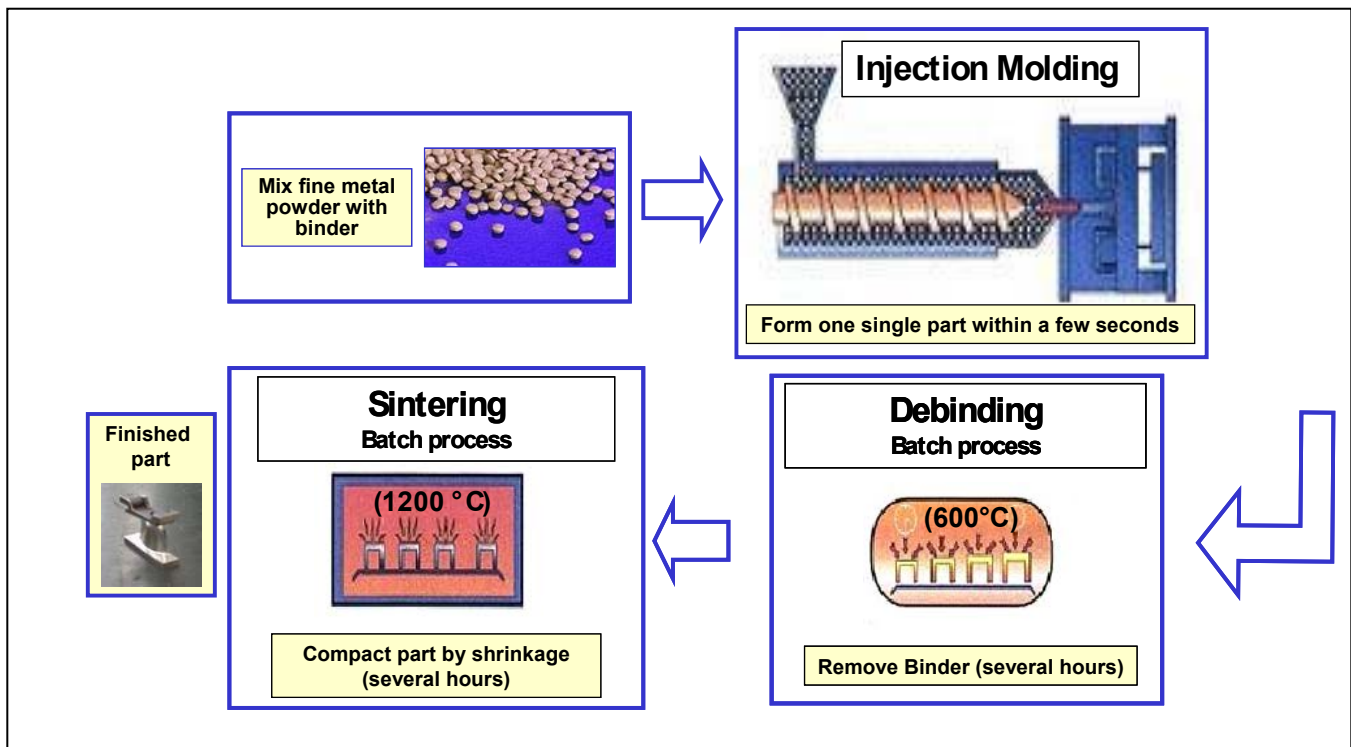 Injection Molding
Mix fine metal
powder with
binder
Form one single part within a few seconds
Debinding
Batch process
(600°C)
Remove Binder (several hours)
Sintering
Batch process
(1200 °C)
Compact part by shrinkage
(several hours)
Finished
part